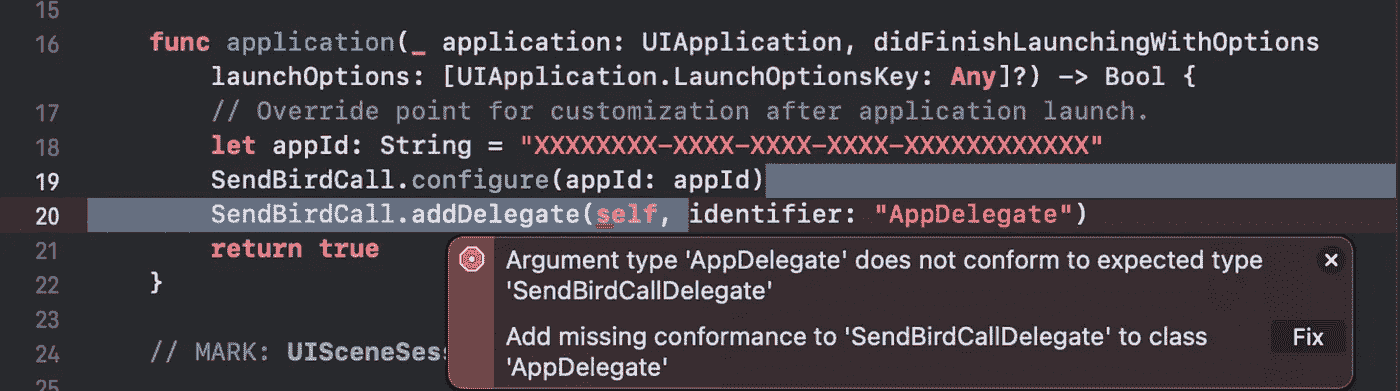 15
16 func application(_ application: UIApplication, didFinishLaunchingWithOptions
launchOptions: [UIApplication.LaunchOptionsKey: Any]?) -> Bool {
17 // Override point for customization after application launch.
18 let appId: String = "XXXXXXXX-XXXX-XXXX-XXXX-XXXXXXXXXXXX"
19 SendBirdCall.configure(appId: appId)
20 SendBirdCall.addDelegate(self, identifier: "AppDelegate")
21 return true
22 }
23
24 // MARK: UISceneSes
25
Argument type 'AppDelegate' does not conform to expected type
'SendBirdCallDelegate'
Add missing conformance to 'SendBirdCallDelegate' to class
'AppDelegate'
Fix